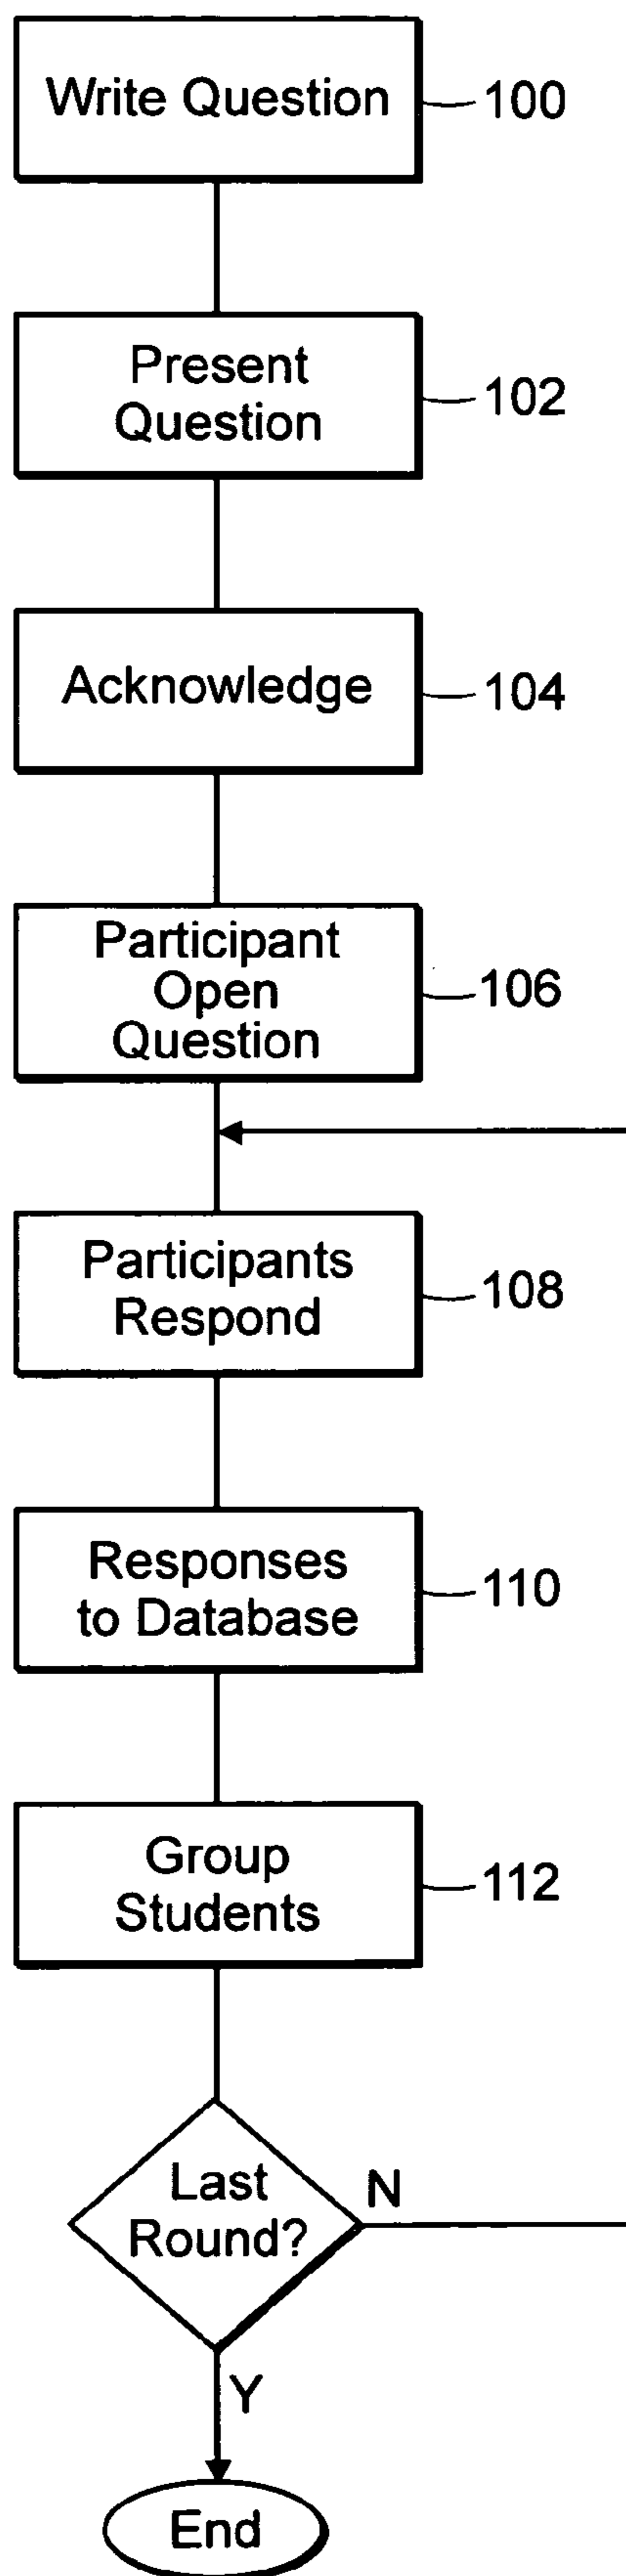 Write Question
100
Present
Question
102
Acknowledge
104
Participant
Open
Question
106
Participants
Respond
108
Responses
to Database
110
Group
Students
112
Last
Round?
N
Y
End